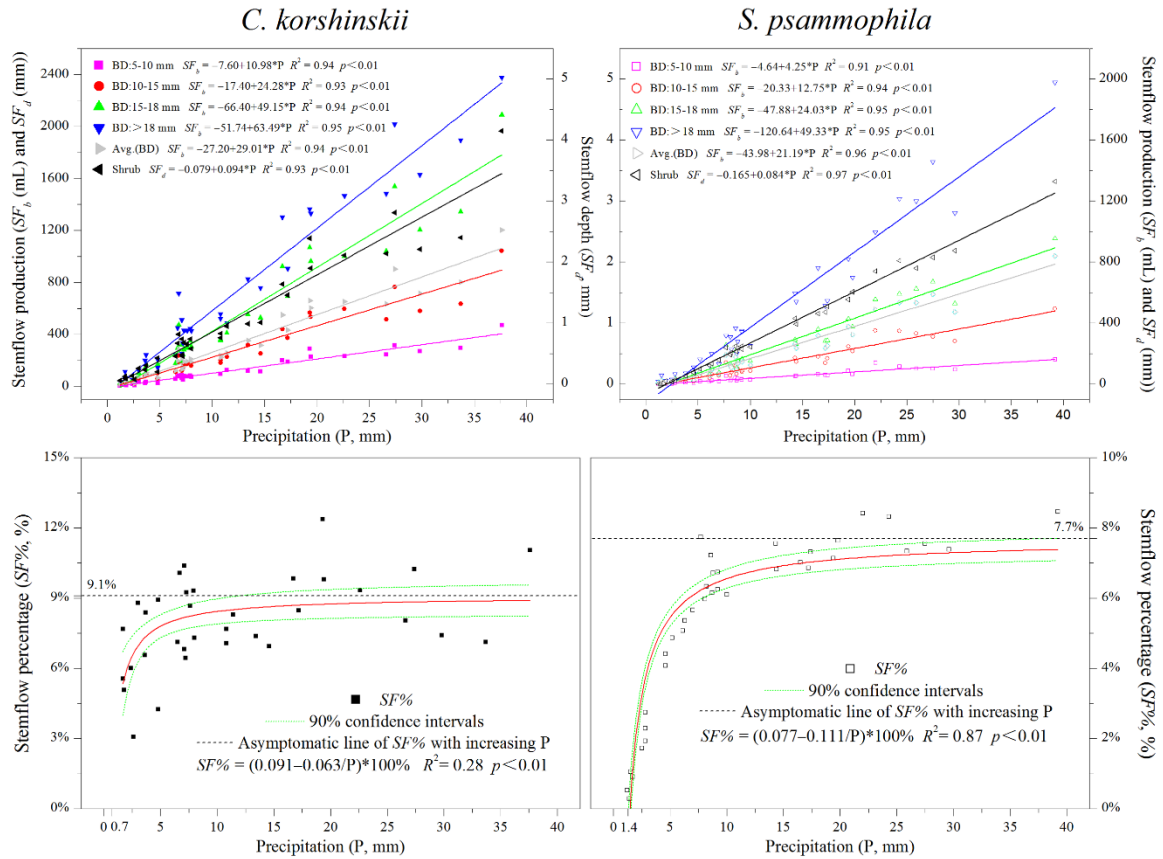 C. korshinskii
S. psammophila
Stemflow production (SF_b (mL) and SF_d (mm))
2400
2000
1600
1200
800
400
0
BD:5-10 mm SF_b = −7.60+10.98*P R² = 0.94 p<0.01
BD:10-15 mm SF_b = −17.40+24.28*P R² = 0.93 p<0.01
BD:15-18 mm SF_b = −66.40+49.15*P R² = 0.94 p<0.01
BD:>18 mm SF_b = −51.74+63.49*P R² = 0.95 p<0.01
Avg.(BD) SF_b = −27.20+29.01*P R² = 0.94 p<0.01
Shrub SF_d = −0.079+0.094*P R² = 0.93 p<0.01
5
4
3
2
1
0
Stemflow depth (SF_d, mm)
0 5 10 15 20 25 30 35 40
Precipitation (P, mm)
5
4
3
2
1
0
BD:5-10 mm SF_b = −4.64+4.25*P R² = 0.91 p<0.01
BD:10-15 mm SF_b = −20.33+12.75*P R² = 0.94 p<0.01
BD:15-18 mm SF_b = −47.88+24.03*P R² = 0.95 p<0.01
BD:>18 mm SF_b = −120.64+49.33*P R² = 0.95 p<0.01
Avg.(BD) SF_b = −43.98+21.19*P R² = 0.96 p<0.01
Shrub SF_d = −0.165+0.084*P R² = 0.97 p<0.01
2000
1600
1200
800
400
0
Stemflow production (SF_b (mL) and SF_d (mm))
0 5 10 15 20 25 30 35 40
Precipitation (P, mm)
Stemflow percentage (SF%, %)
15%
12%
9%
6%
3%
0%
9.1%
SF%
90% confidence intervals
Asymptomatic line of SF% with increasing P
SF% = (0.091−0.063/P)*100% R² = 0.28 p<0.01
0 0.7 5 10 15 20 25 30 35 40
Precipitation (P, mm)
7.7%
SF%
90% confidence intervals
Asymptomatic line of SF% with increasing P
SF% = (0.077−0.111/P)*100% R² = 0.87 p<0.01
10%
8%
6%
4%
2%
0%
Stemflow percentage (SF%, %)
0 1.4 5 10 15 20 25 30 35 40
Precipitation (P, mm)